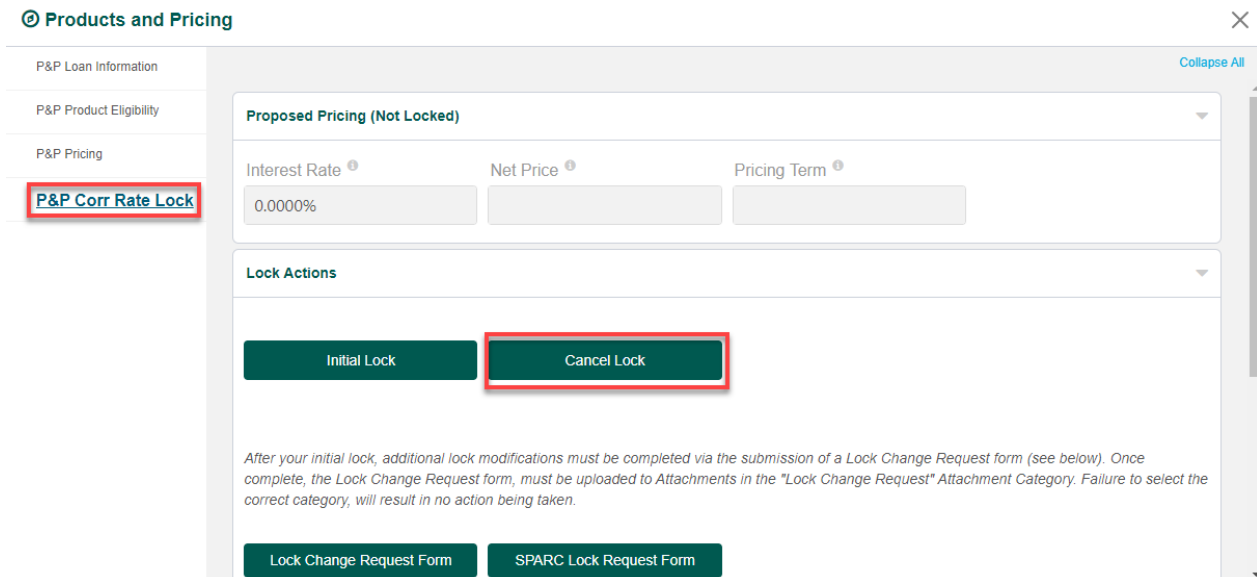 Products and Pricing
P&P Loan Information
P&P Product Eligibility
P&P Pricing
P&P Corr Rate Lock
Collapse All
Proposed Pricing (Not Locked)
Interest Rate
Net Price
Pricing Term
0.0000%
Lock Actions
Initial Lock
Cancel Lock
After your initial lock, additional lock modifications must be completed via the submission of a Lock Change Request form (see below). Once
complete, the Lock Change Request form, must be uploaded to Attachments in the "Lock Change Request" Attachment Category. Failure to select the
correct category, will result in no action being taken.
Lock Change Request Form
SPARC Lock Request Form